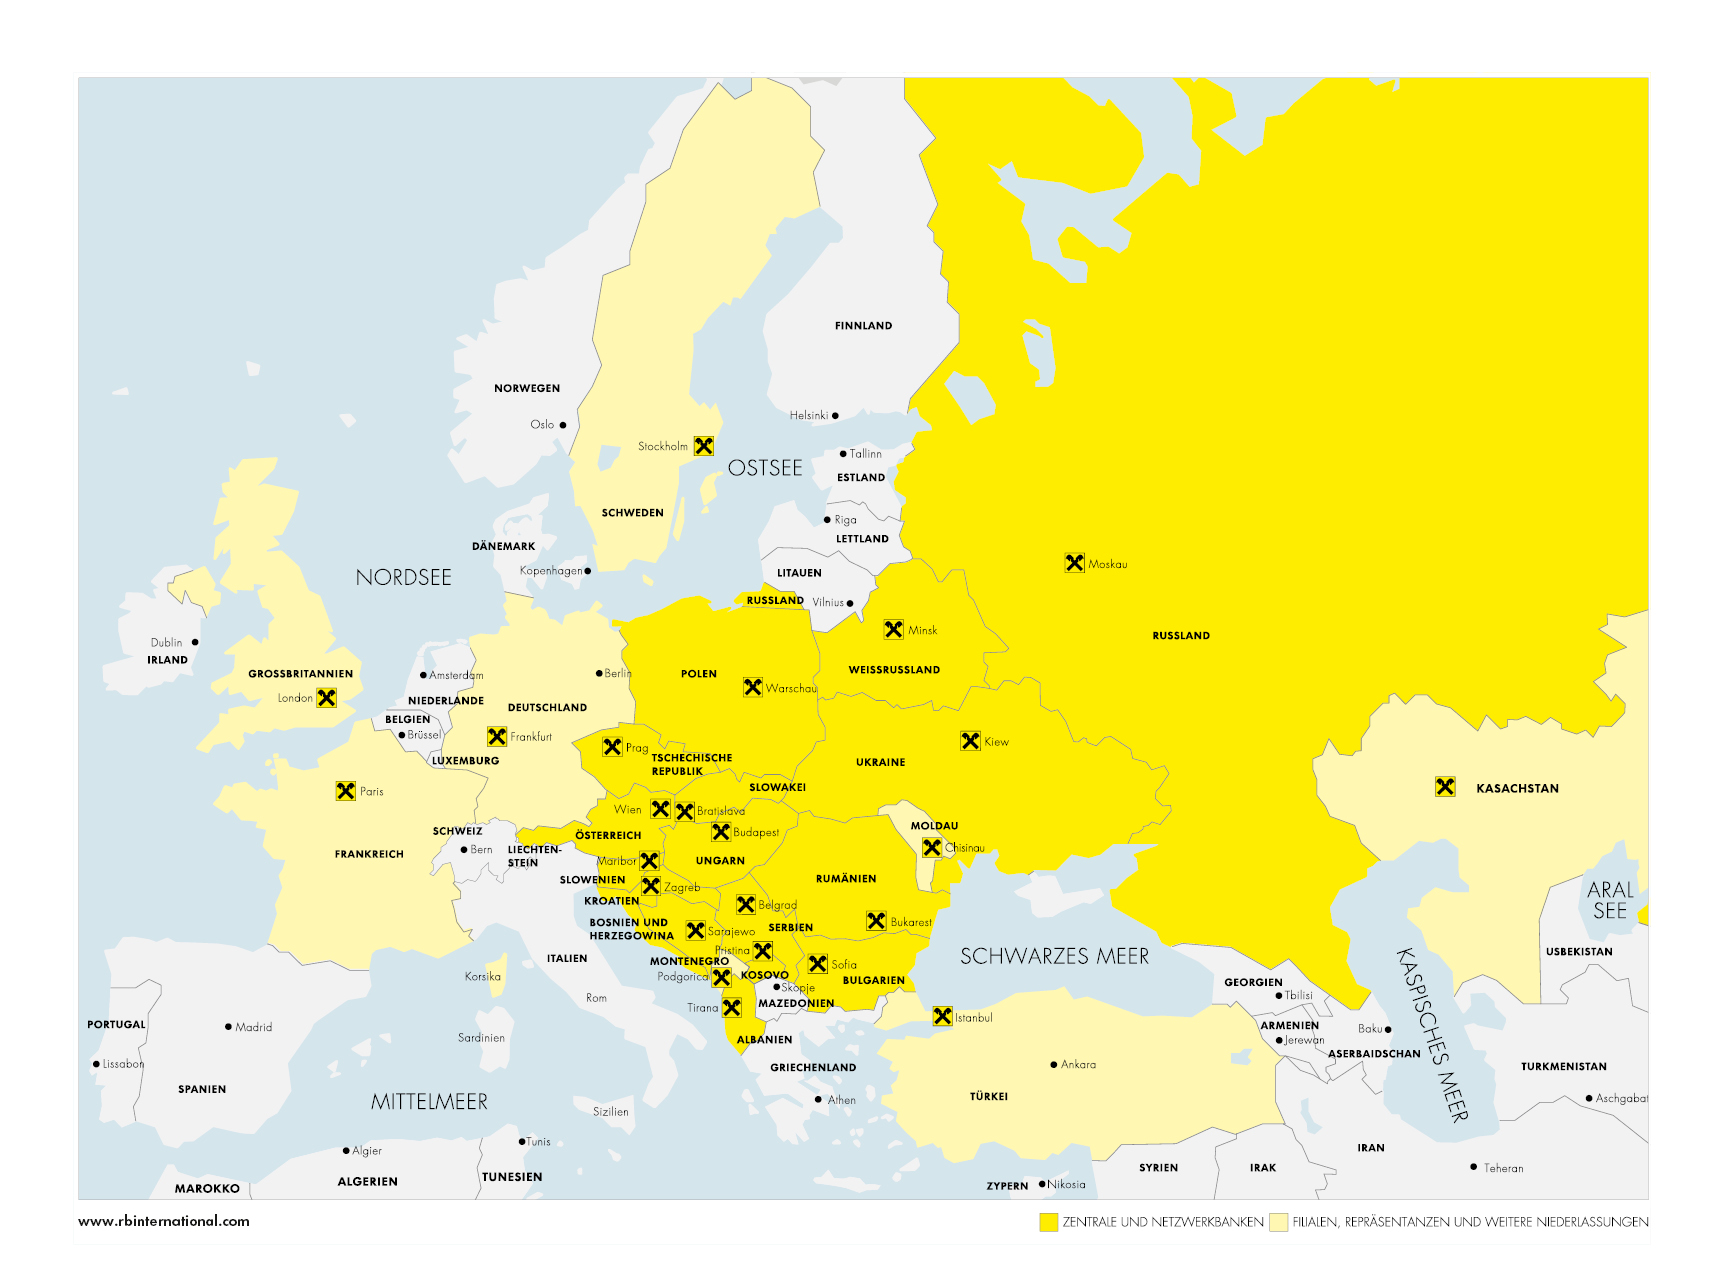 FINNLAND
NORWEGEN
Oslo
Helsinki
Stockholm
OSTSEE
Tallinn
ESTLAND
SCHWEDEN
Riga
LETTLAND
DÄNEMARK
Kopenhagen
NORDSEE
LITAUEN
Moskau
RUSSLAND
Vilnius
Minsk
RUSSLAND
Dublin
IRLAND
GROSSBRITANNIEN
London
Amsterdam
NIEDERLANDE
BELGIEN
Brüssel
LUXEMBURG
Berlin
DEUTSCHLAND
Frankfurt
POLEN
Warschau
WEISSRUSSLAND
Kiew
UKRAINE
Prag
TSCHECHISCHE
REPUBLIK
SLOWAKEI
KASACHSTAN
Paris
Wien
Bratislava
Budapest
ÖSTERREICH
UNGARN
MOLDAU
Chisinau
SCHWEIZ
Bern
LIECHTEN-
STEIN
FRANKREICH
Maribor
SLOWENIEN
Zagreb
KROATIEN
RUMÄNIEN
ARAL
SEE
BOSNIEN UND
HERZEGOWINA
Sarajewo
Belgrad
SERBIEN
Bukarest
Pristina
ITALIEN
MONTENEGRO
Podgorica
KOSOVO
Sofia
BULGARIEN
SCHWARZES MEER
USBEKISTAN
Korsika
Rom
Skopje
MAZEDONIEN
Tirana
ALBANIEN
Istanbul
GEORGIEN
Tbilisi
ARMENIEN
Jerewan
Baku
ASERBAIDSCHAN
KASPISCHES MEER
PORTUGAL
Lissabon
Madrid
SPANIEN
Sardinien
GRIECHENLAND
Athen
Ankara
TÜRKEI
TURKMENISTAN
Aschgabat
MITTELMEER
Sizilien
Algier
Tunis
MAROKKO
ALGERIEN
TUNESIEN
ZYPERN
Nikosia
SYRIEN
IRAK
IRAN
Teheran
www.rbinternational.com
ZENTRALE UND NETZWERKBANKEN
FILIALEN, REPRÄSENTANZEN UND WEITERE NIEDERLASSUNGEN